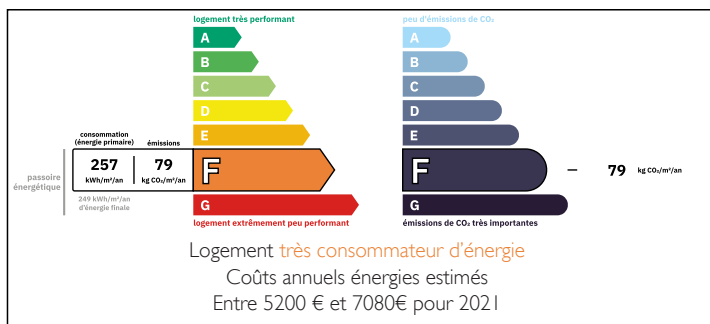 logement très performant
A
B
C
D
E
consommation
(énergie primaire)
émissions
257
kWh/m²/an
79
kg CO₂/m²/an
F
passoire
énergétique
249 kWh/m²/an
d'énergie finale
G
logement extrêmement peu performant
peu d'émissions de CO₂
A
B
C
D
E
F
79 kg CO₂/m²/an
G
émissions de CO₂ très importantes
Logement très consommateur d'énergie
Coûts annuels énergies estimés
Entre 5200 € et 7080€ pour 2021